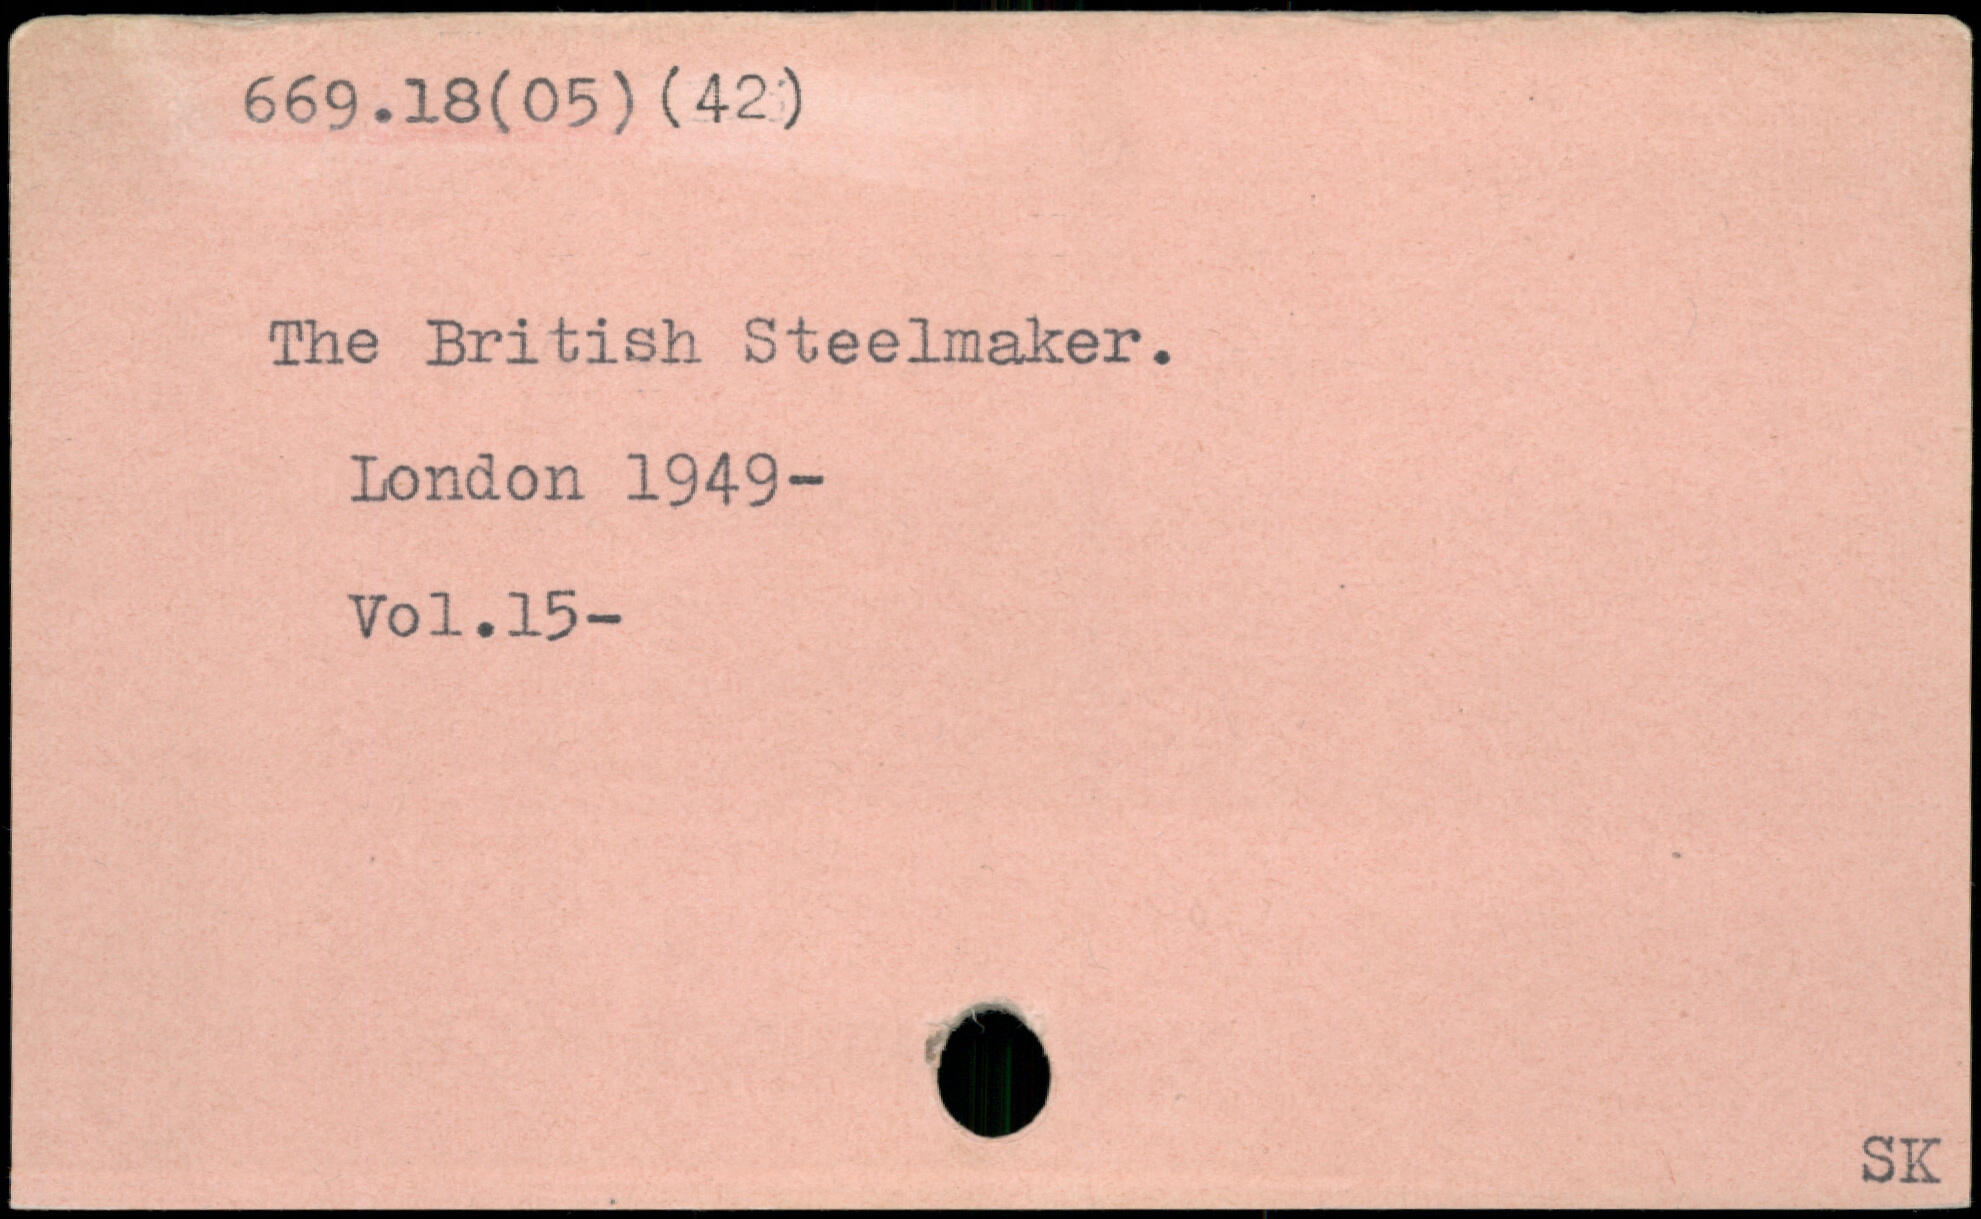 669.18(05)(42)
The British Steelmaker.
London 1949-
Vol.15-
SK